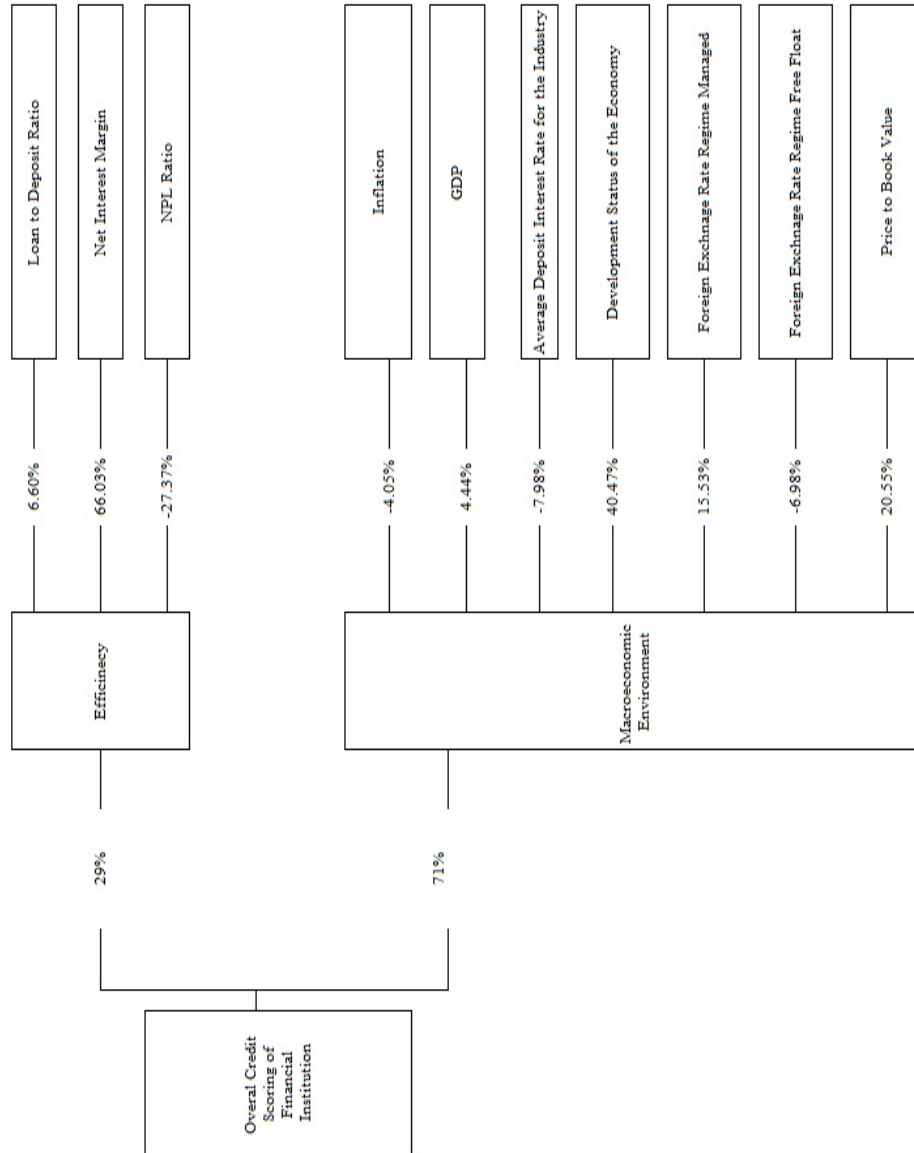 Overal Credit
Scoring of
Financial
Institution
29%
71%
Efficinecy
Macroeconomic
Environment
6.60%
66.03%
-27.37%
-4.05%
4.44%
-7.98%
40.47%
15.53%
-6.98%
20.55%
Loan to Deposit Ratio
Net Interest Margin
NPL Ratio
Inflation
GDP
Average Deposit Interest Rate for the Industry
Development Status of the Economy
Foreign Exchnage Rate Regime Managed
Foreign Exchnage Rate Regime Free Float
Price to Book Value